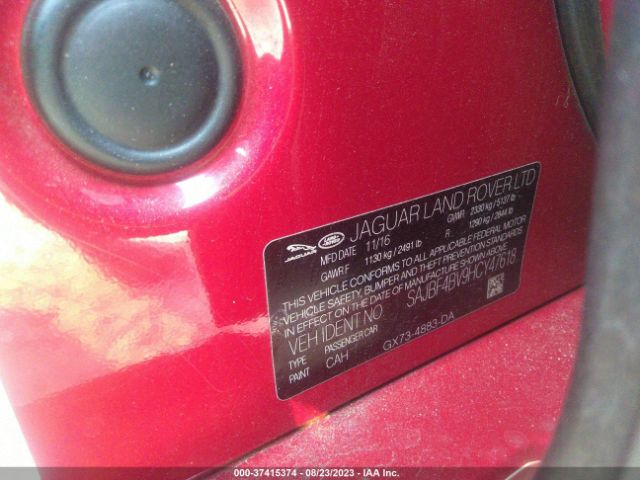 JAGUAR LAND ROVER LTD
JAGUAR
LAND ROVER
MFD DATE 11/16 GVWR 2330 kg / 5137 lb
GAWR F 1130 kg / 2491 lb R 1290 kg / 2844 lb
THIS VEHICLE CONFORMS TO ALL APPLICABLE FEDERAL MOTOR
VEHICLE SAFETY, BUMPER AND THEFT PREVENTION STANDARDS
IN EFFECT ON THE DATE OF MANUFACTURE SHOWN ABOVE
VEH IDENT NO. SAJBF4BV9HCY47618
TYPE PASSENGER CAR
PAINT CAH GX73-4883-DA
000-37415374 | 08/23/2023 | IAA Inc.